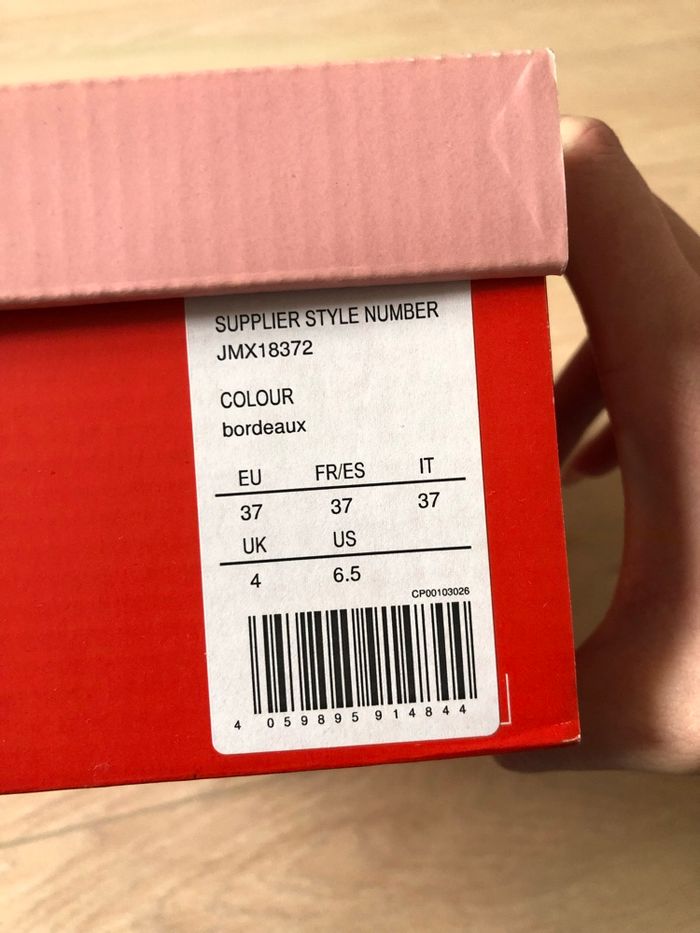 SUPPLIER STYLE NUMBER
JMX18372
COLOUR
bordeaux
EU FR/ES IT
37 37 37
UK US
4 6.5
CP00103026
4 059895 914844